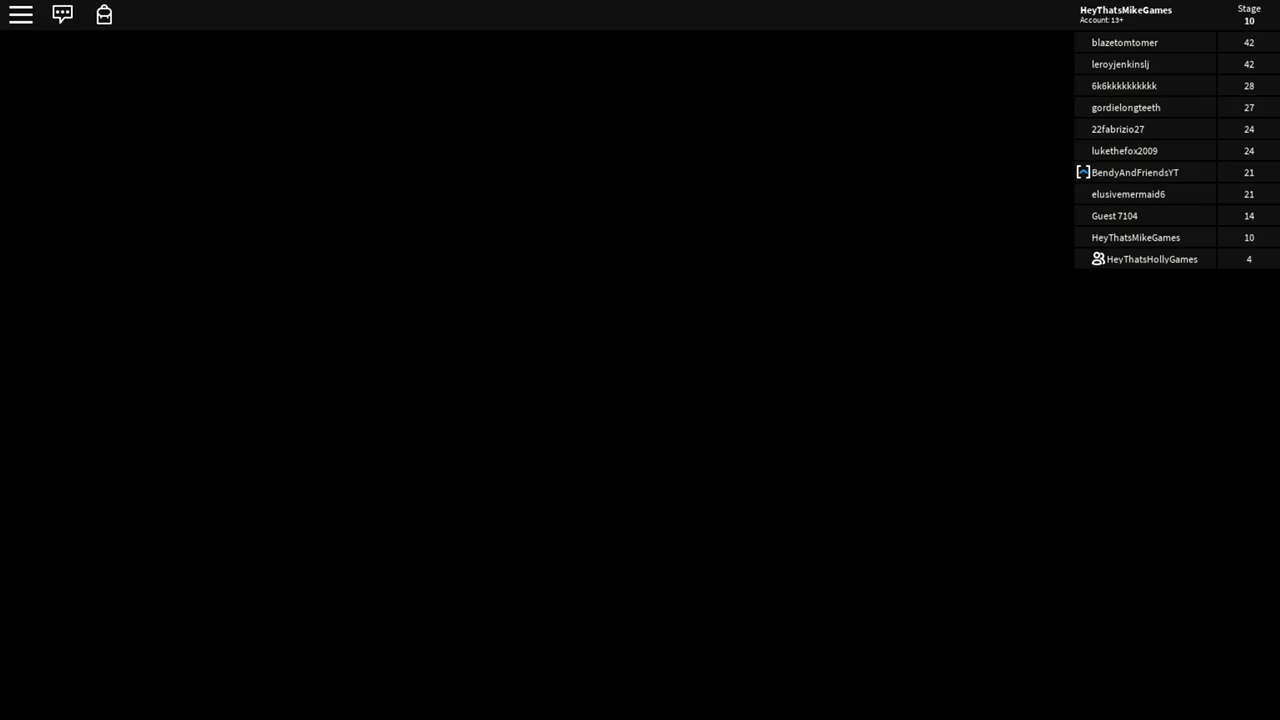 HeyThatsMikeGames Stage
Account: 13+ 10
blazetomtomer 42
leroyjenkinslj 42
6k6kkkkkkkkkk 28
gordielongteeth 27
22fabrizio27 24
lukethefox2009 24
BendyAndFriendsYT 21
elusivemermaid6 21
Guest 7104 14
HeyThatsMikeGames 10
HeyThatsHollyGames 4